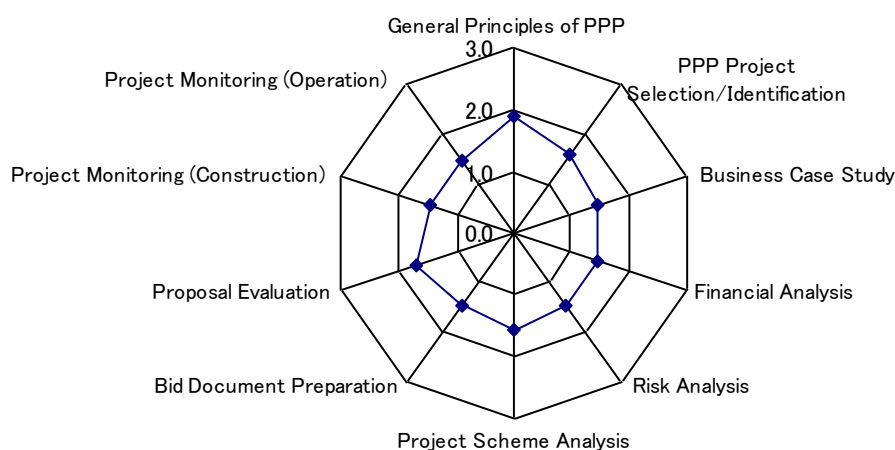 General Principles of PPP
3.0
Project Monitoring (Operation)
PPP Project
Selection/Identification
2.0
Project Monitoring (Construction)
1.0
Business Case Study
0.0
Proposal Evaluation
Financial Analysis
Bid Document Preparation
Risk Analysis
Project Scheme Analysis